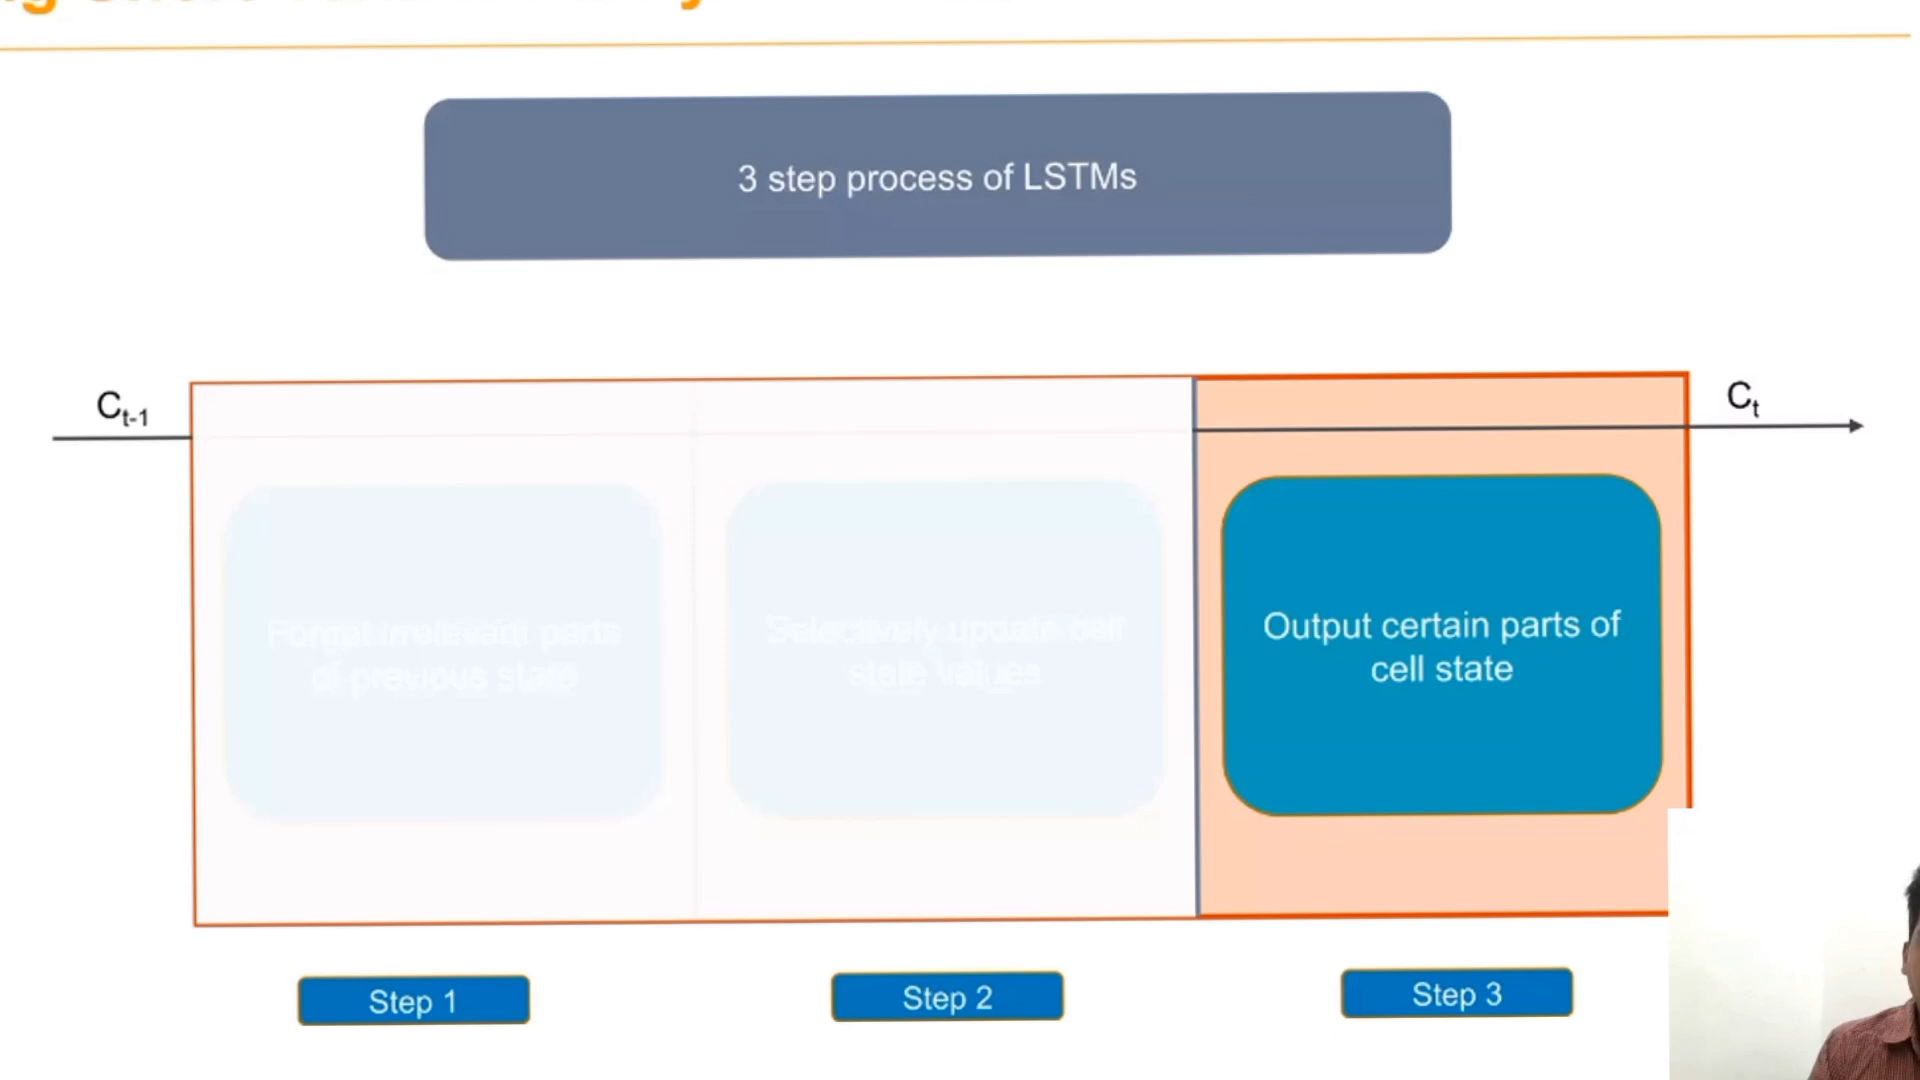 3 step process of LSTMs
Ct-1
Ct
Forget irrelevant parts
of previous state
Selectively update cell
state values
Output certain parts of
cell state
Step 1
Step 2
Step 3